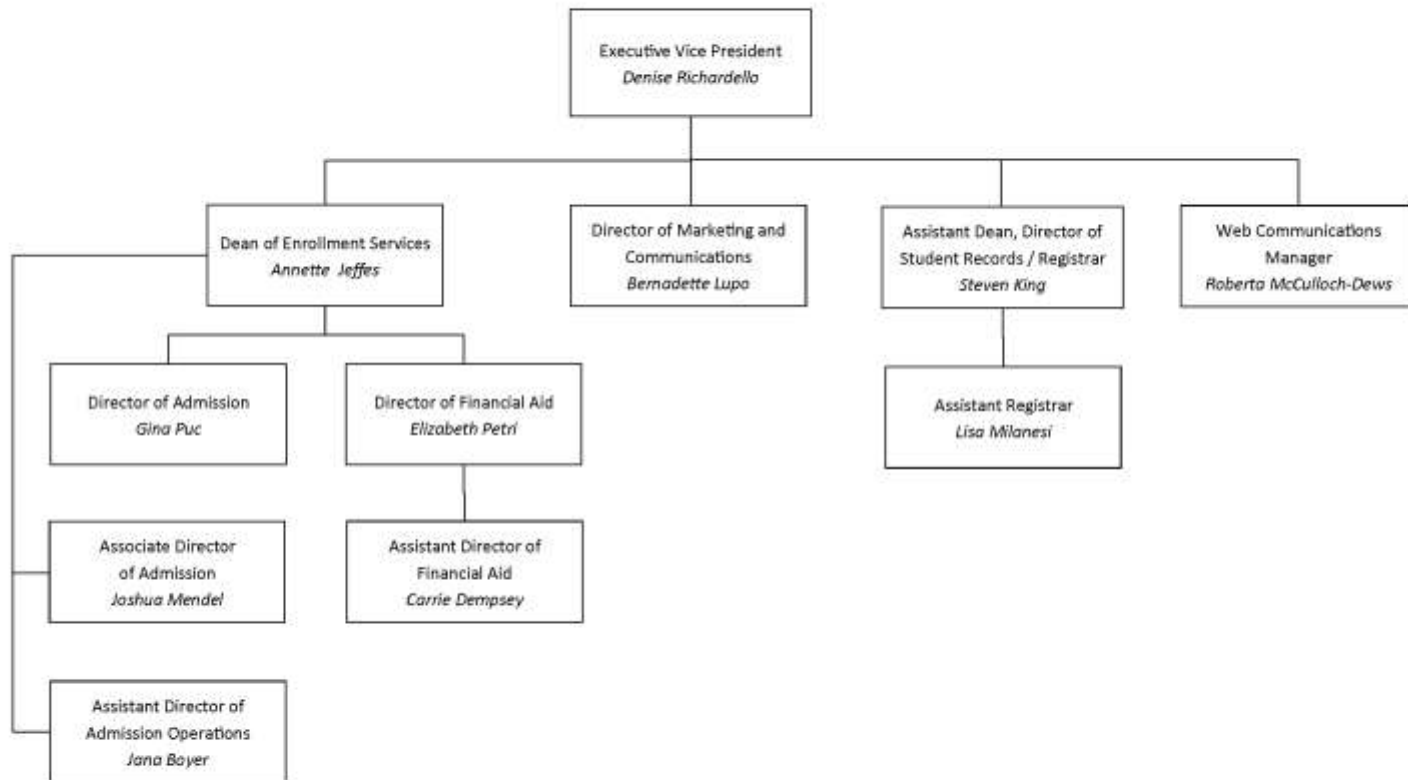 Executive Vice President
Denise Richardello
Dean of Enrollment Services
Annette Jeffes
Director of Marketing and
Communications
Bernadette Lupo
Assistant Dean, Director of
Student Records / Registrar
Steven King
Web Communications
Manager
Roberta McCulloch-Dews
Director of Admission
Gina Puc
Director of Financial Aid
Elizabeth Petri
Assistant Registrar
Lisa Milanesi
Associate Director
of Admission
Joshua Mendel
Assistant Director of
Financial Aid
Carrie Dempsey
Assistant Director of
Admission Operations
Jana Boyer